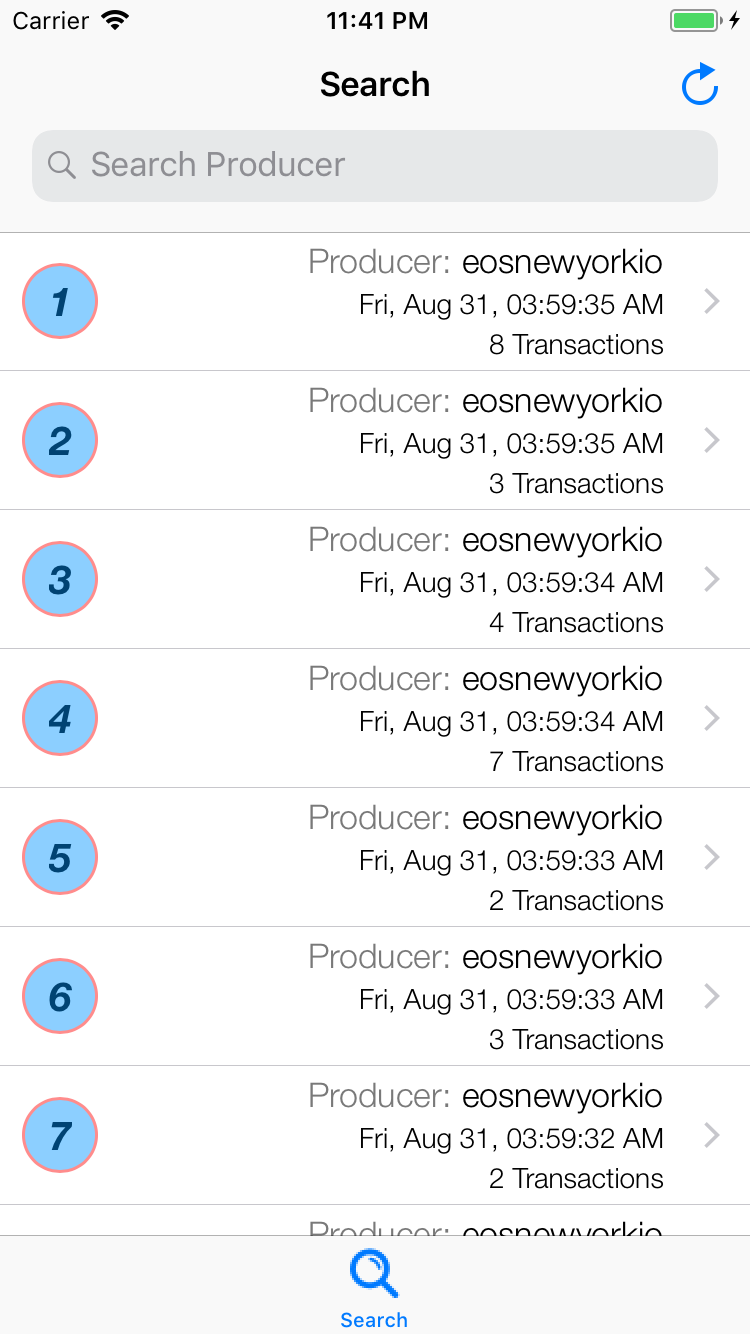 Carrier 11:41 PM
Search
Search Producer
1
Producer: eosnewyorkio
Fri, Aug 31, 03:59:35 AM
8 Transactions
2
Producer: eosnewyorkio
Fri, Aug 31, 03:59:35 AM
3 Transactions
3
Producer: eosnewyorkio
Fri, Aug 31, 03:59:34 AM
4 Transactions
4
Producer: eosnewyorkio
Fri, Aug 31, 03:59:34 AM
7 Transactions
5
Producer: eosnewyorkio
Fri, Aug 31, 03:59:33 AM
2 Transactions
6
Producer: eosnewyorkio
Fri, Aug 31, 03:59:33 AM
3 Transactions
7
Producer: eosnewyorkio
Fri, Aug 31, 03:59:32 AM
2 Transactions
Producer: eosnewyorkio
Search